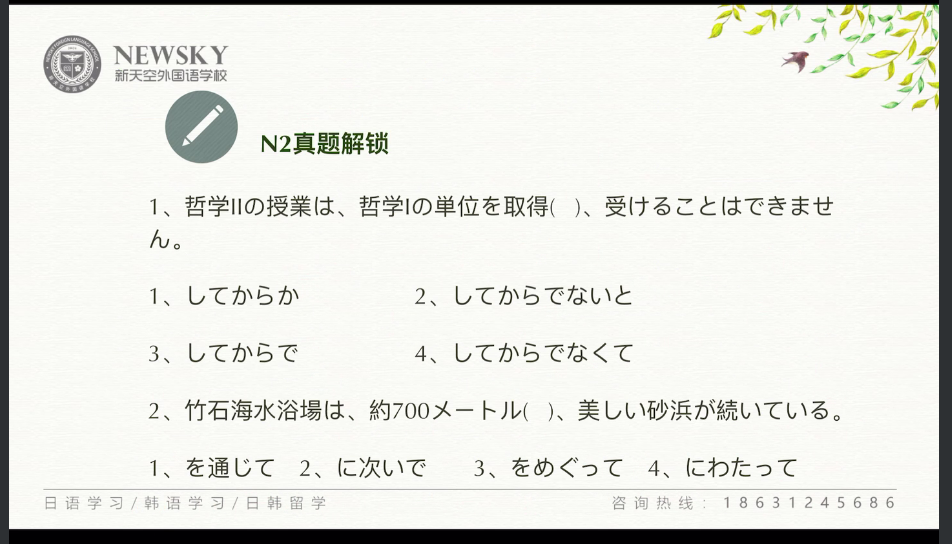 NEWSKY
新天空外国语学校
N2真题解锁
1、哲学IIの授業は、哲学Iの単位を取得(   )、受けることはできませ
ん。
1、してからか 2、してからでないと
3、してからで 4、してからでなくて
2、竹石海水浴場は、約700メートル(   )、美しい砂浜が続いている。
1、を通じて 2、に次いで 3、をめぐって 4、にわたって
日语学习/韩语学习/日韩留学 咨询热线：18631245686